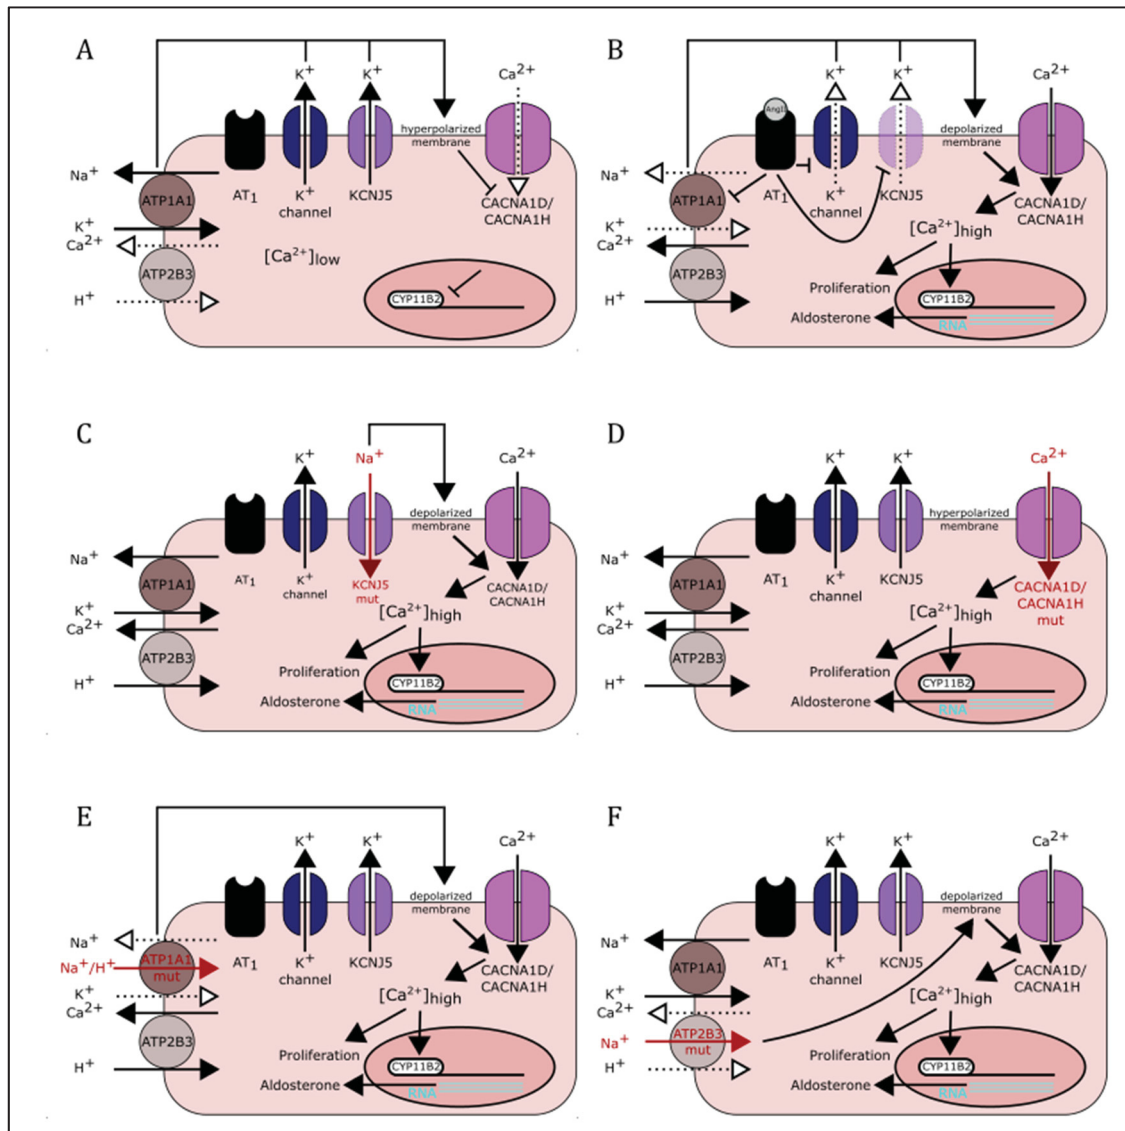 A
K⁺
K⁺
Ca²⁺
hyperpolarized
membrane
Na⁺
ATP1A1
AT₁
K⁺
channel
KCNJ5
CACNA1D/
CACNA1H
K⁺
Ca²⁺
[Ca²⁺]low
ATP2B3
H⁺
CYP11B2
B
K⁺
K⁺
Ca²⁺
depolarized
membrane
Na⁺
ATP1A1
AT₁
K⁺
channel
KCNJ5
CACNA1D/
CACNA1H
K⁺
Ca²⁺
[Ca²⁺]high
ATP2B3
H⁺
Proliferation
CYP11B2
Aldosterone
RNA
C
K⁺
Na⁺
Ca²⁺
depolarized
membrane
Na⁺
ATP1A1
AT₁
K⁺
channel
KCNJ5
mut
CACNA1D/
CACNA1H
K⁺
Ca²⁺
[Ca²⁺]high
ATP2B3
H⁺
Proliferation
CYP11B2
Aldosterone
RNA
D
K⁺
K⁺
Ca²⁺
hyperpolarized
membrane
Na⁺
ATP1A1
AT₁
K⁺
channel
KCNJ5
CACNA1D/
CACNA1H
mut
K⁺
Ca²⁺
[Ca²⁺]high
ATP2B3
H⁺
Proliferation
CYP11B2
Aldosterone
RNA
E
K⁺
K⁺
Ca²⁺
depolarized
membrane
Na⁺
Na⁺/H⁺
ATP1A1
mut
AT₁
K⁺
channel
KCNJ5
CACNA1D/
CACNA1H
K⁺
Ca²⁺
[Ca²⁺]high
ATP2B3
H⁺
Proliferation
CYP11B2
Aldosterone
RNA
F
K⁺
K⁺
Ca²⁺
depolarized
membrane
Na⁺
ATP1A1
AT₁
K⁺
channel
KCNJ5
CACNA1D/
CACNA1H
K⁺
Ca²⁺
[Ca²⁺]high
Na⁺
ATP2B3
mut
H⁺
Proliferation
CYP11B2
Aldosterone
RNA